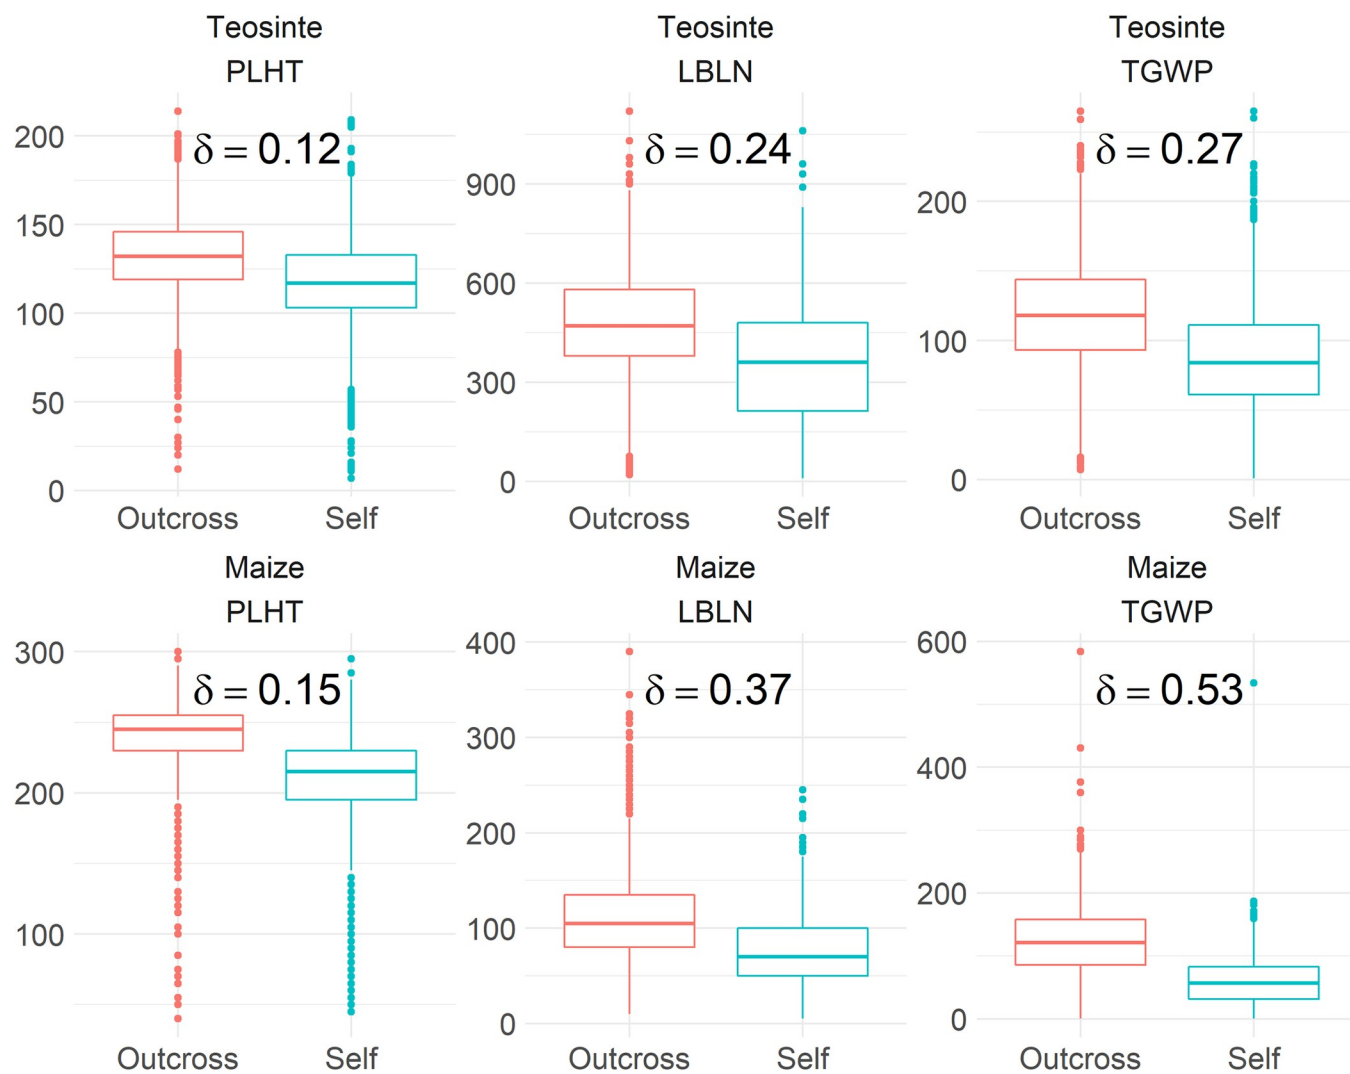 Teosinte
PLHT
200
150
100
50
0
δ = 0.12
Outcross
Self
Teosinte
LBLN
900
600
300
0
δ = 0.24
Outcross
Self
Teosinte
TGWP
200
100
0
δ = 0.27
Outcross
Self
Maize
PLHT
300
200
100
δ = 0.15
Outcross
Self
Maize
LBLN
400
300
200
100
0
δ = 0.37
Outcross
Self
Maize
TGWP
600
400
200
0
δ = 0.53
Outcross
Self